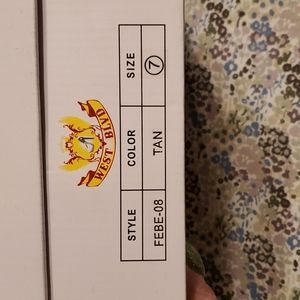 WEST BLVD
STYLE COLOR SIZE
FEBE-08 TAN 7